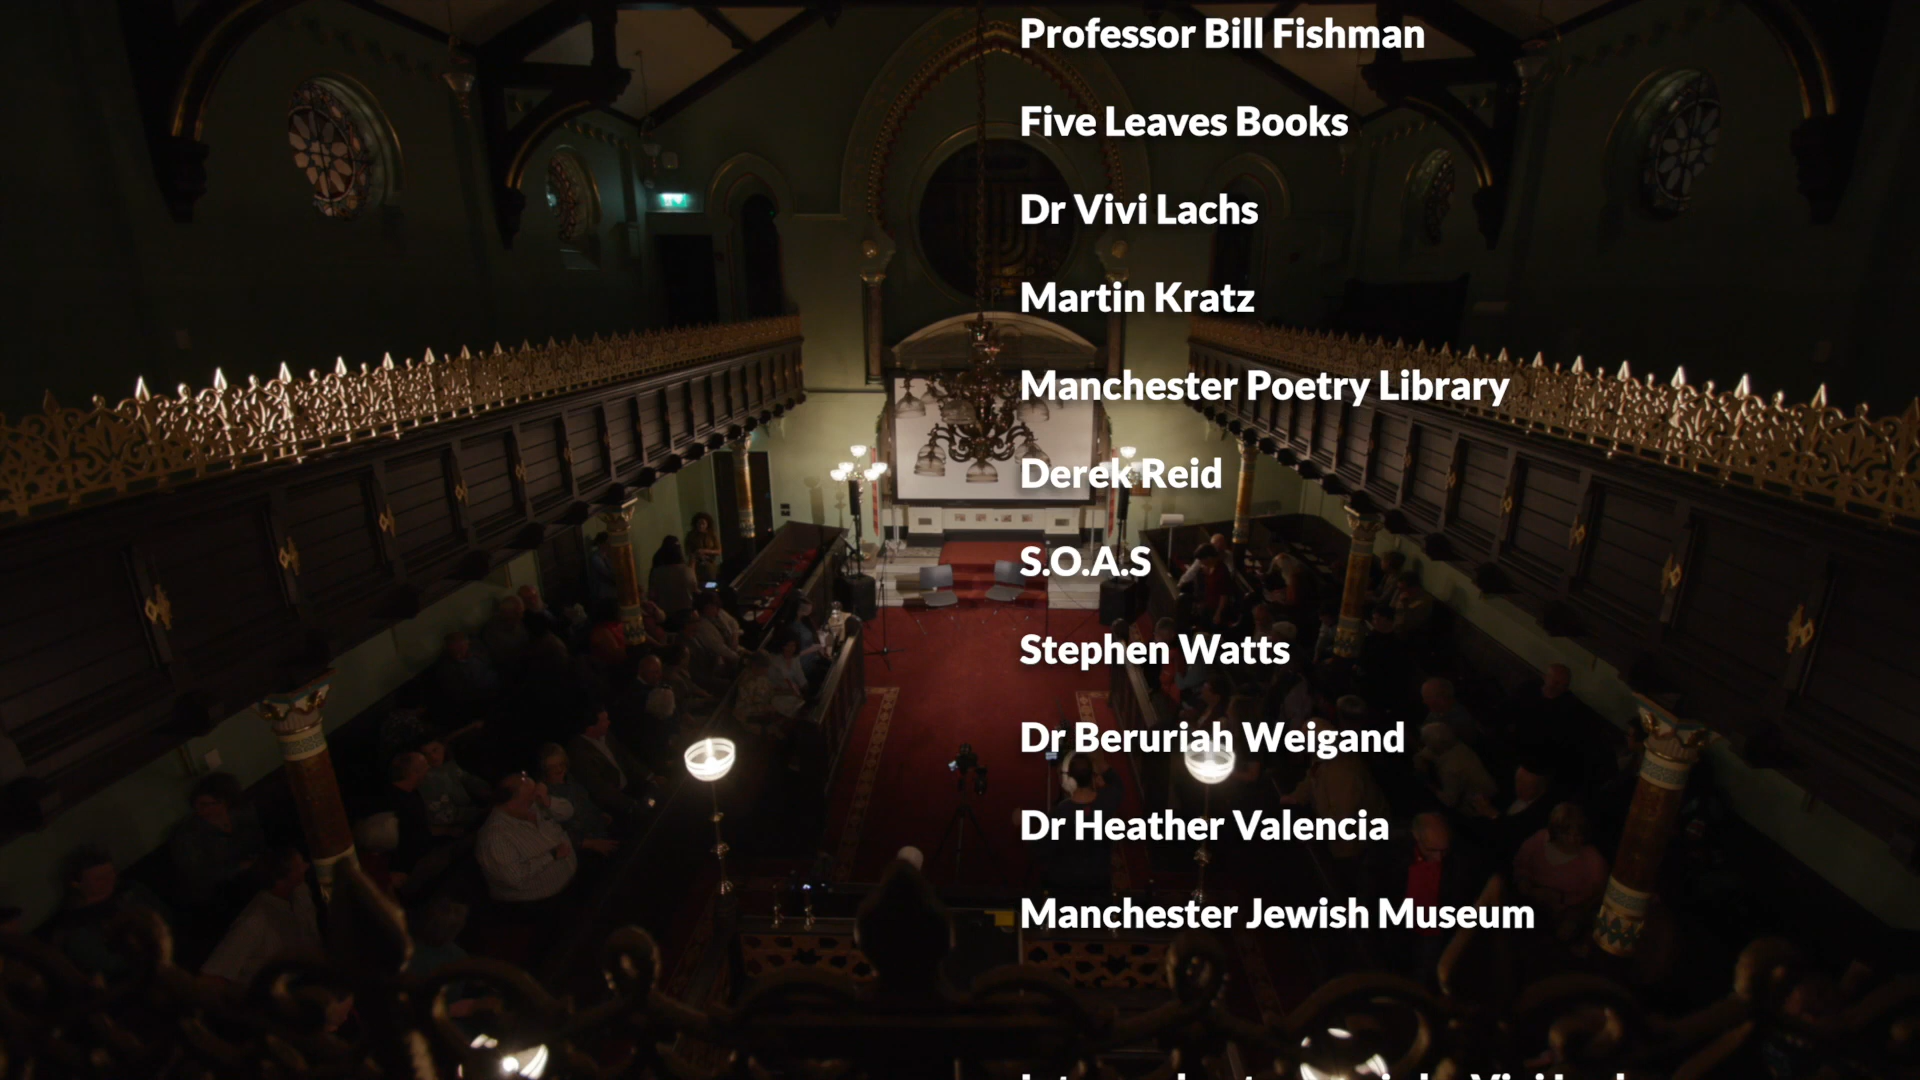 Professor Bill Fishman
Five Leaves Books
Dr Vivi Lachs
Martin Kratz
Manchester Poetry Library
Derek Reid
S.O.A.S
Stephen Watts
Dr Beruriah Weigand
Dr Heather Valencia
Manchester Jewish Museum